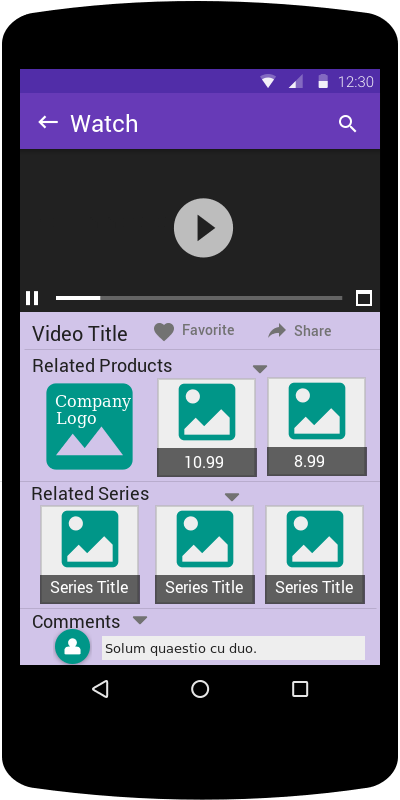 12:30
Watch
Video Title Favorite Share
Related Products
Company
Logo
10.99 8.99
Related Series
Series Title Series Title Series Title
Comments
Solum quaestio cu duo.